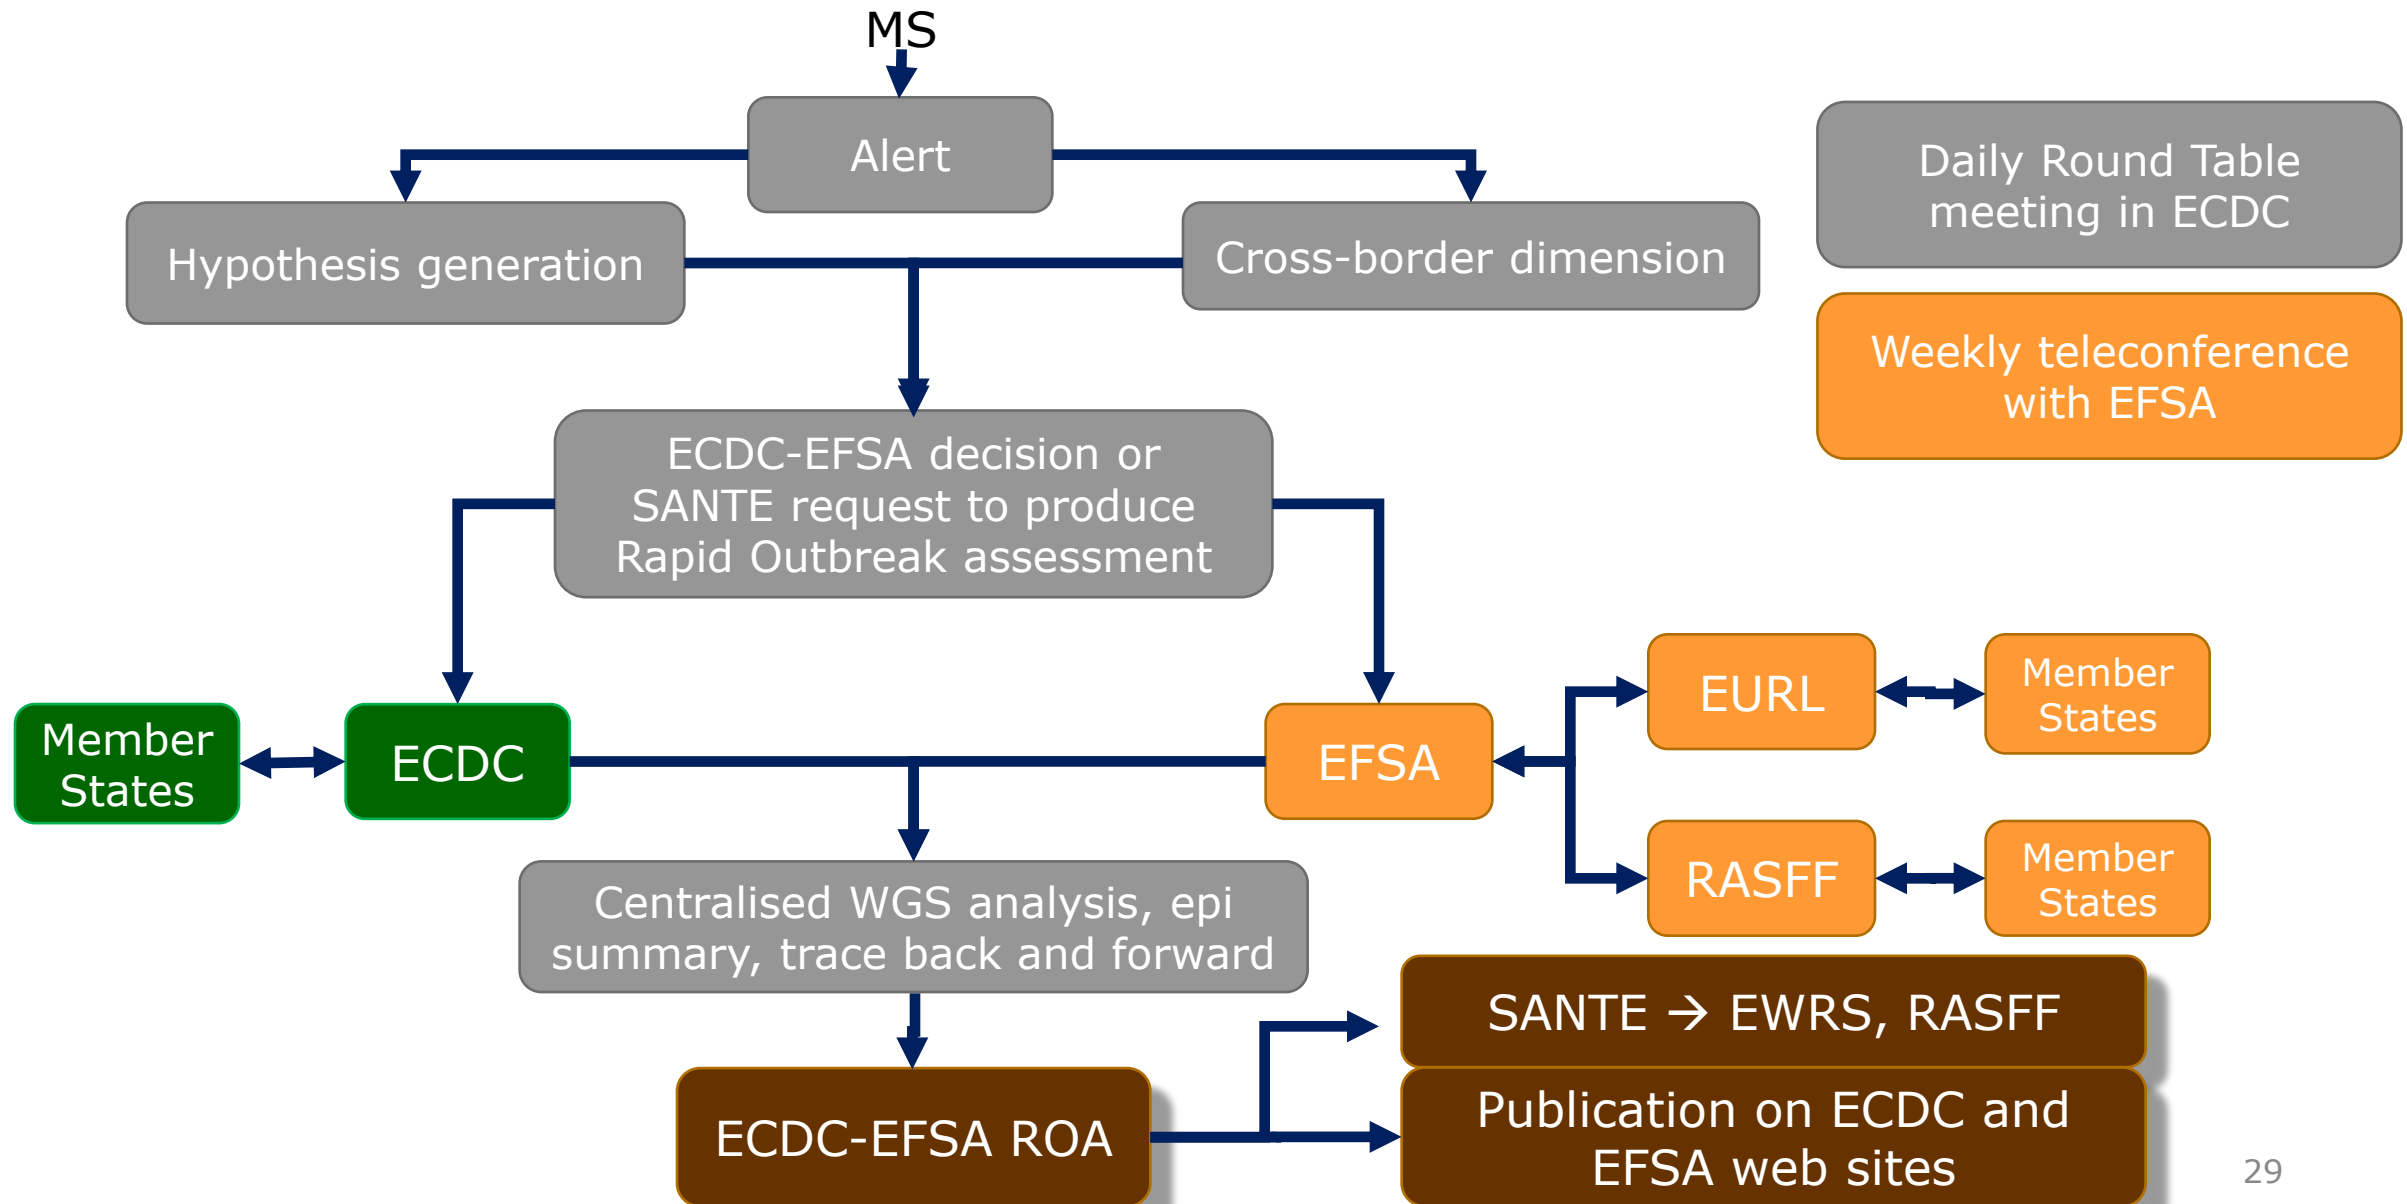 MS
Alert
Daily Round Table
meeting in ECDC
Hypothesis generation
Cross-border dimension
Weekly teleconference
with EFSA
ECDC-EFSA decision or
SANTE request to produce
Rapid Outbreak assessment
Member
States
ECDC
EFSA
EURL
Member
States
RASFF
Member
States
Centralised WGS analysis, epi
summary, trace back and forward
SANTE → EWRS, RASFF
ECDC-EFSA ROA
Publication on ECDC and
EFSA web sites
29